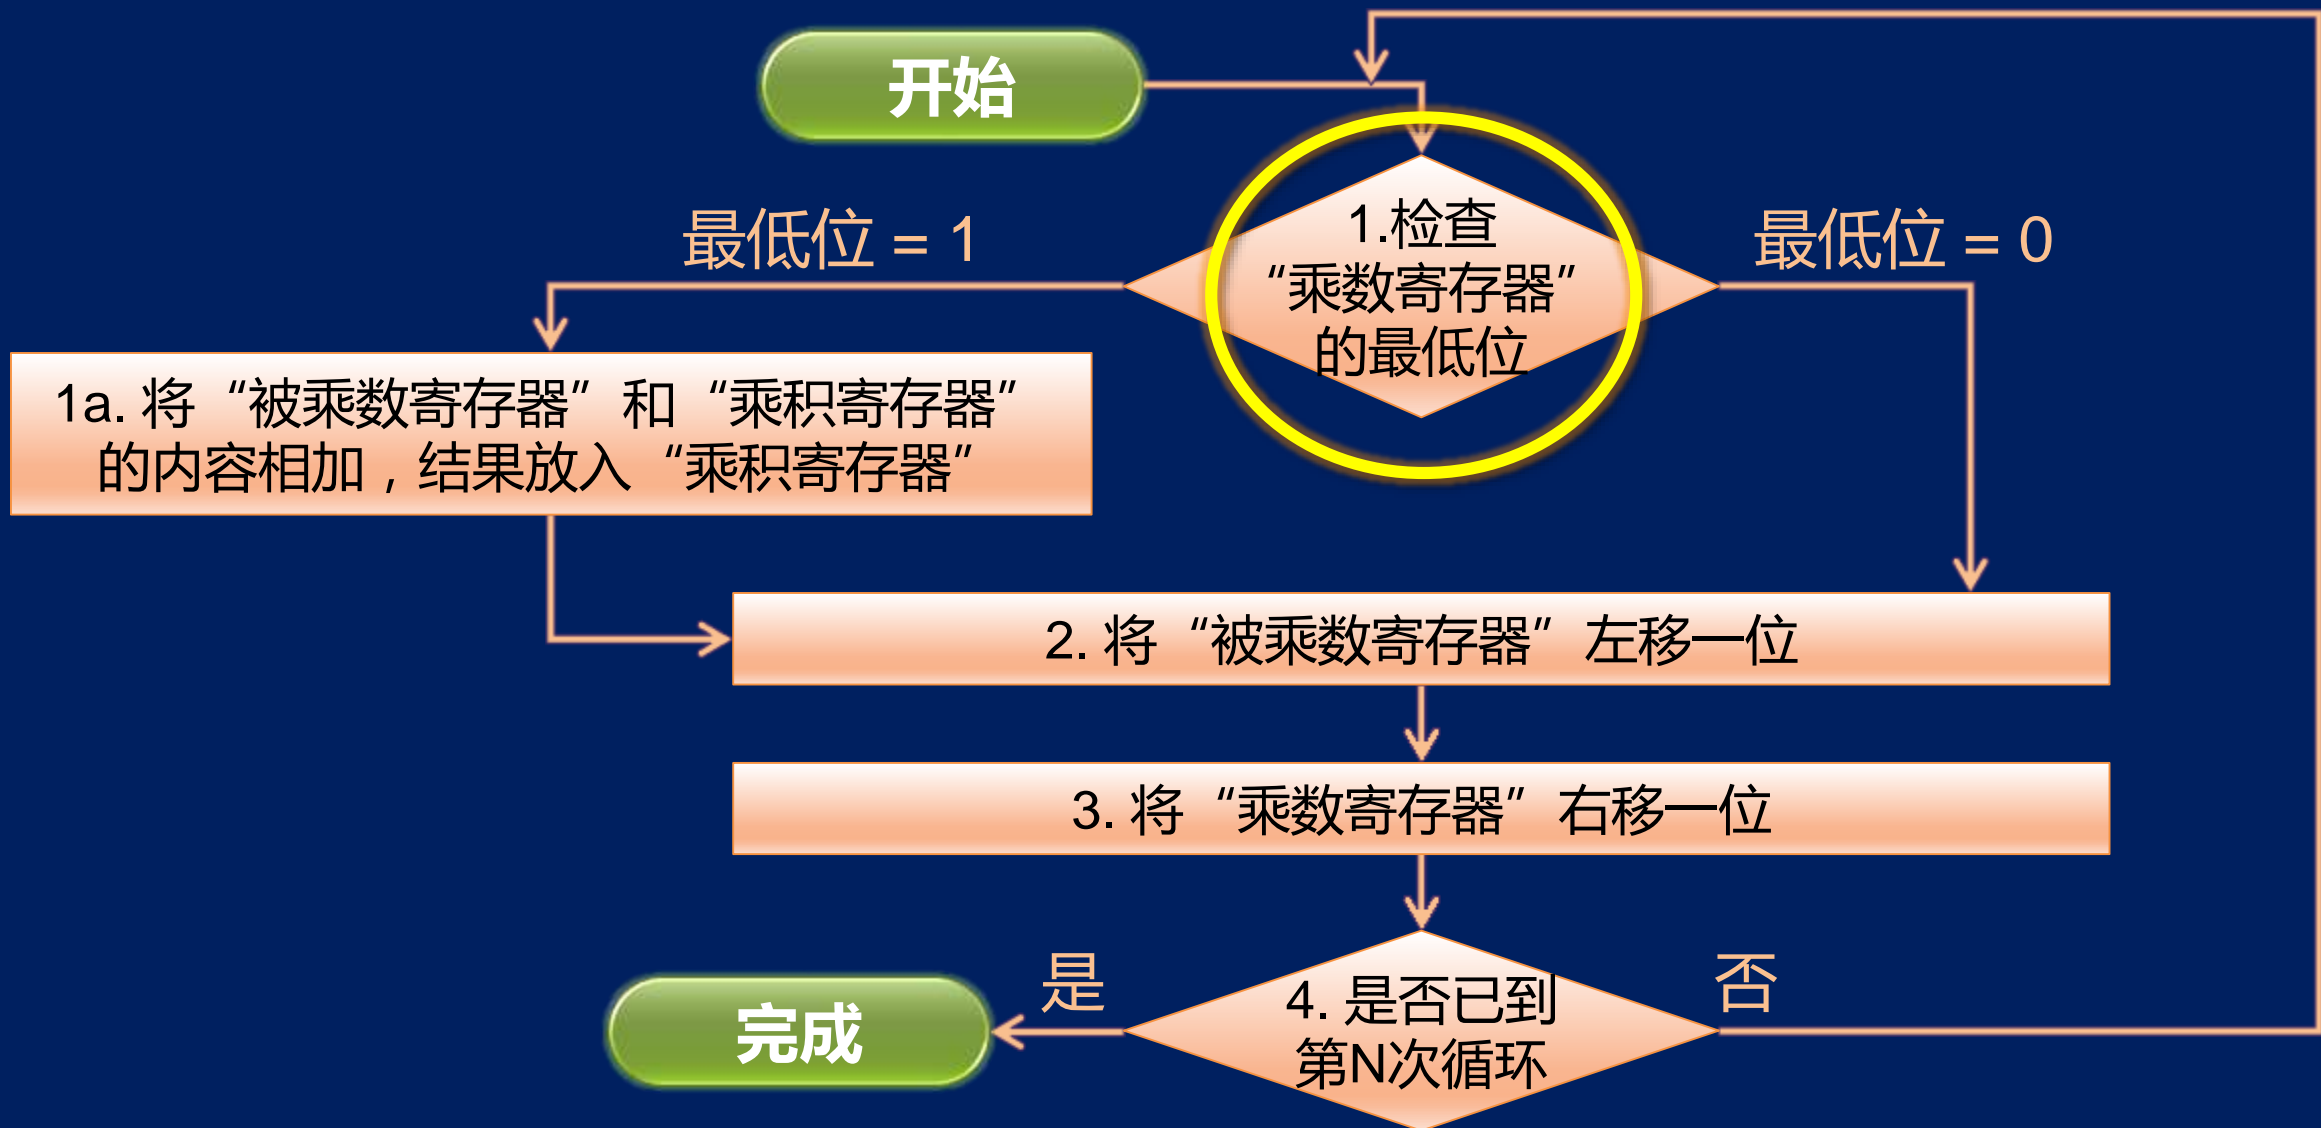 开始
1.检查
“乘数寄存器”
的最低位
最低位 = 1
最低位 = 0
1a. 将“被乘数寄存器”和“乘积寄存器”
的内容相加，结果放入“乘积寄存器”
2. 将“被乘数寄存器”左移一位
3. 将“乘数寄存器”右移一位
4. 是否已到
第N次循环
是
否
完成